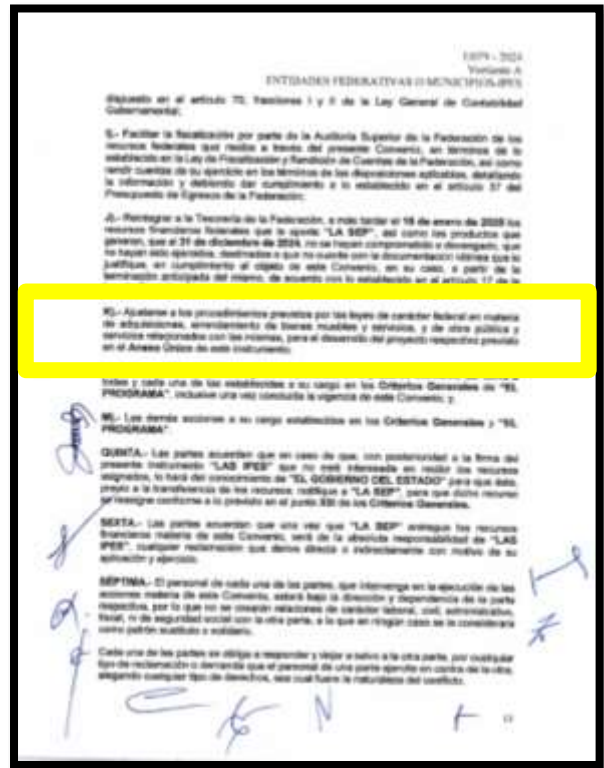 ENTIDADES FEDERATIVAS O MUNICIPIOS-IPES
dispuesto en el artículo 70, fracciones I y II de la Ley General de Contabilidad
Gubernamental;
I.- Facilitar la fiscalización por parte de la Auditoría Superior de la Federación de los
recursos federales que reciba a través del presente Convenio, en términos de lo
establecido en la Ley de Fiscalización y Rendición de Cuentas de la Federación, así como
rendir cuentas de su ejercicio en los términos de las disposiciones aplicables, detallando
la información y debiendo dar cumplimiento a lo establecido en el artículo 37 del
Presupuesto de Egresos de la Federación;
J.- Reintegrar a la Tesorería de la Federación, a más tardar el 15 de enero de 2025 los
recursos financieros federales que le aporte "LA SEP", así como los productos que
generen, que al 31 de diciembre de 2024, no se hayan comprometido o devengado, que
no hayan sido ejercidos, destinados o que no cuente con la documentación idónea que lo
justifique, en cumplimiento al objeto de este Convenio, en su caso, a partir de la
terminación anticipada del mismo, de acuerdo con lo establecido en el artículo 17 de la
K).- Ajustarse a los procedimientos previstos por las leyes de carácter federal en materia
de adquisiciones, arrendamiento de bienes muebles y servicios, y de obra pública y
servicios relacionados con las mismas, para el desarrollo del proyecto respectivo previsto
en el Anexo Único de este instrumento;
todas y cada una de las establecidas a su cargo en los Criterios Generales de "EL
PROGRAMA", inclusive una vez concluida la vigencia de este Convenio; y
M.- Las demás acciones a su cargo establecidas en los Criterios Generales y "EL
PROGRAMA".
QUINTA.- Las partes acuerdan que en caso de que, con posterioridad a la firma del
presente instrumento "LAS IPES" que no esté interesada en recibir los recursos
asignados, lo hará del conocimiento de "EL GOBIERNO DEL ESTADO" para que éste,
previo a la transferencia de los recursos, notifique a "LA SEP", para que dicho recurso
se reasigne conforme a lo previsto en el punto XIII de los Criterios Generales.
SEXTA.- Las partes acuerdan que una vez que "LA SEP" entregue los recursos
financieros materia de este Convenio, será de la absoluta responsabilidad de "LAS
IPES", cualquier reclamación que derive directa o indirectamente con motivo de su
aplicación y ejercicio.
SÉPTIMA.- El personal de cada una de las partes, que intervenga en la ejecución de las
acciones materia de este Convenio, estará bajo la dirección y dependencia de la parte
respectiva, por lo que no se crearán relaciones de carácter laboral, civil, administrativo,
fiscal, ni de seguridad social con la otra parte, a la que en ningún caso se le considerará
como patrón sustituto o solidario.
Cada una de las partes se obliga a responder y dejar a salvo a la otra parte, por cualquier
tipo de reclamación o demanda que el personal de una parte ejercite en contra de la otra,
alegando cualquier tipo de derechos, sea cual fuere la naturaleza del conflicto.